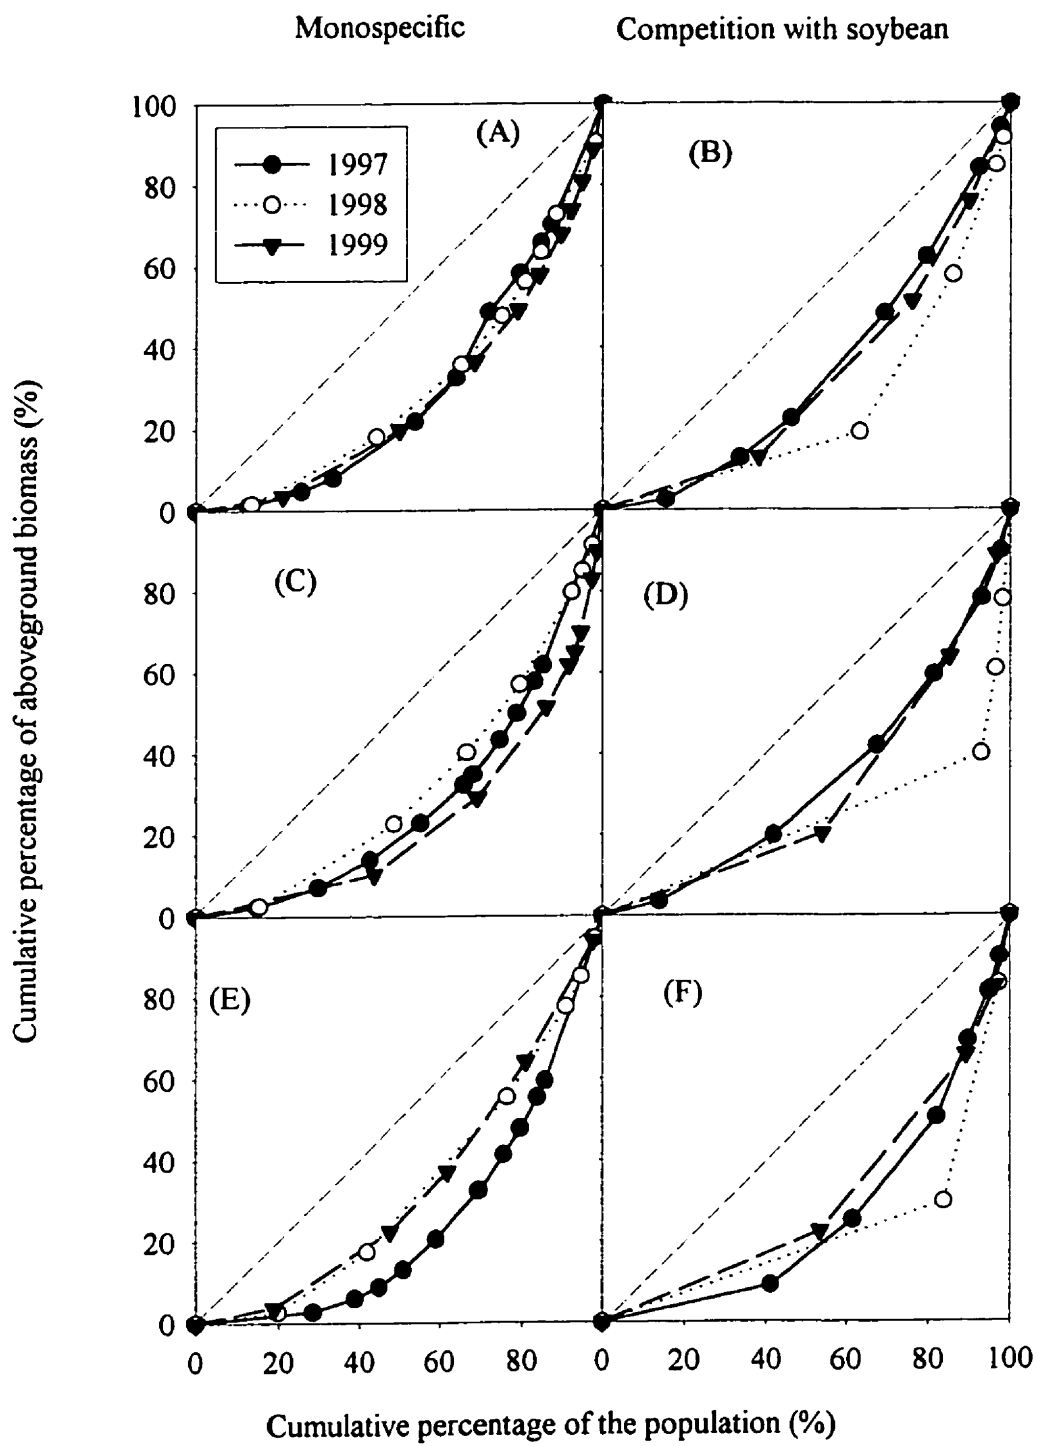 Monospecific
Competition with soybean
100
80
60
40
20
0
(A)
1997
1998
1999
(B)
80
60
40
20
0
(C)
(D)
80
60
40
20
0
(E)
(F)
0 20 40 60 80 0 20 40 60 80 100
Cumulative percentage of aboveground biomass (%)
Cumulative percentage of the population (%)